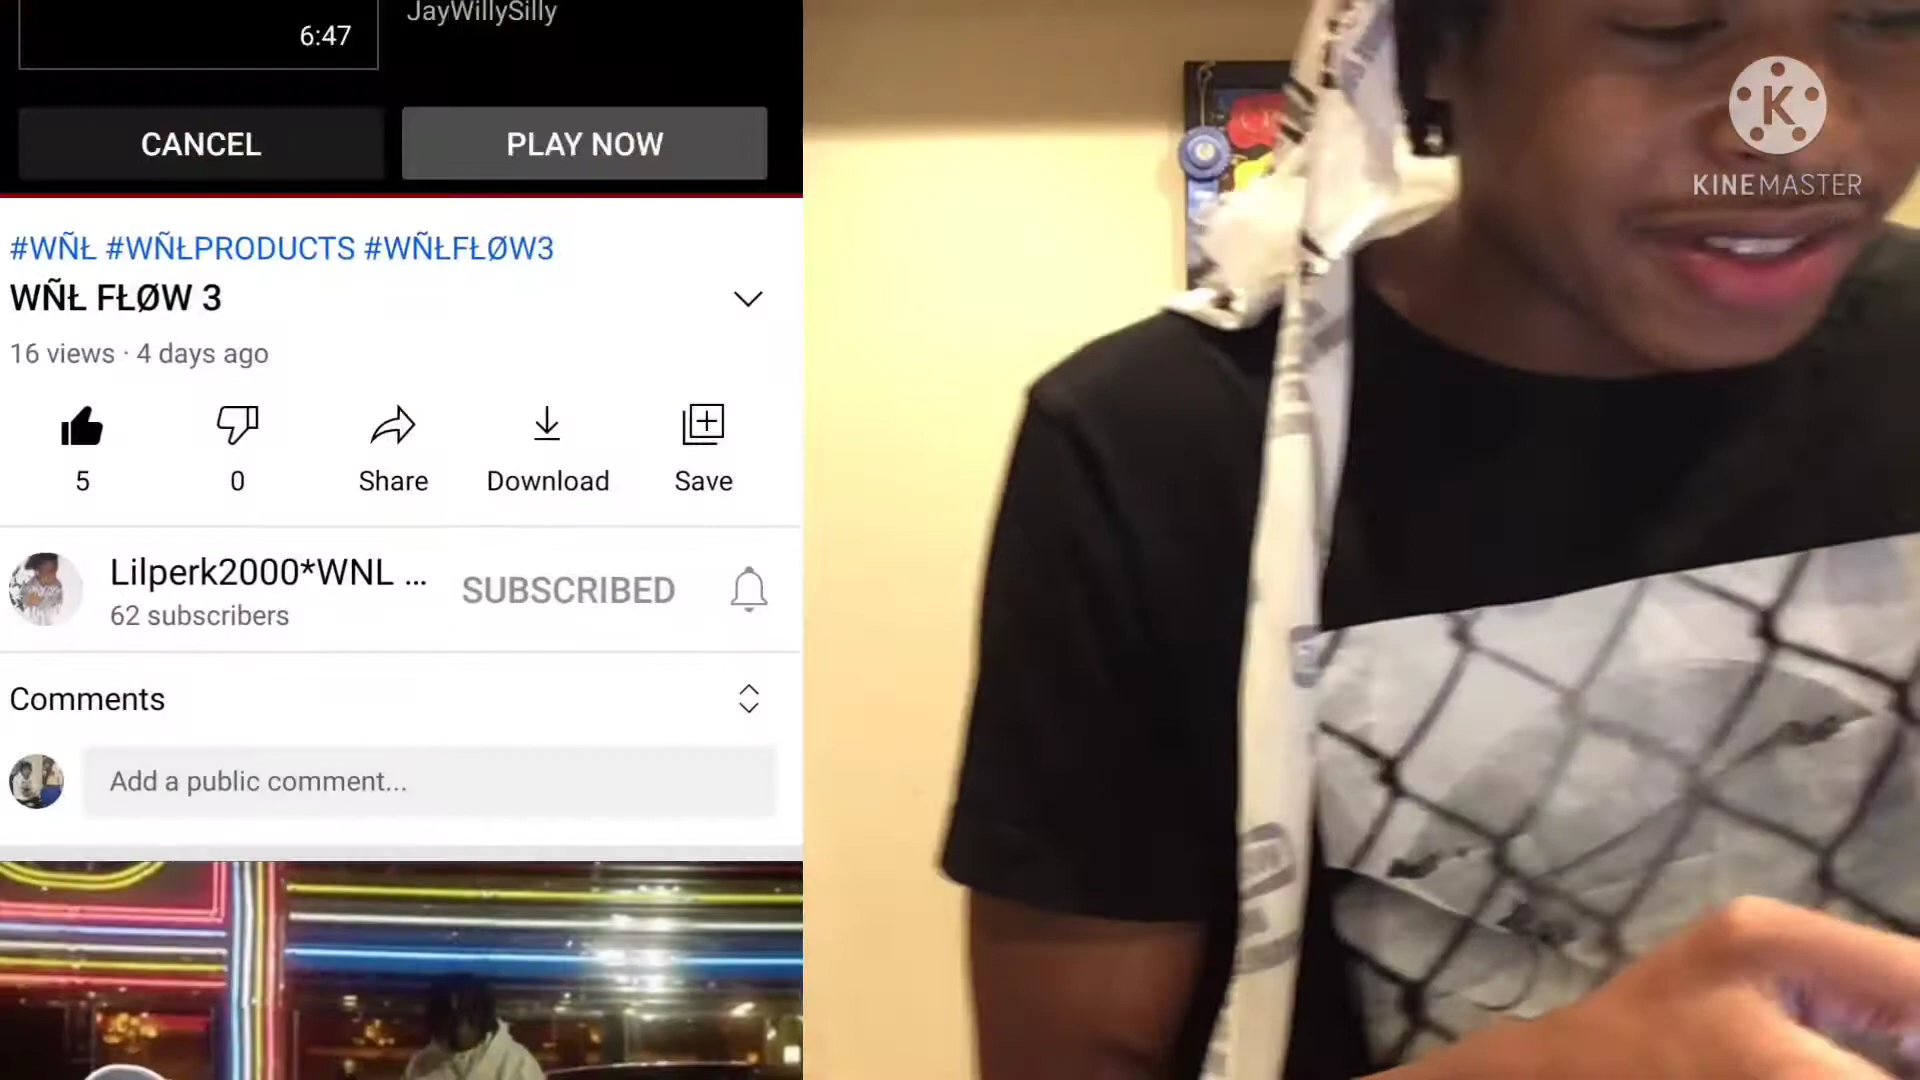 JayWillySilly
6:47
CANCEL
PLAY NOW
#WÑŁ #WÑŁPRODUCTS #WÑŁFŁØW3
WÑŁ FŁØW 3
16 views · 4 days ago
5
0
Share
Download
Save
Lilperk2000*WNL ...
SUBSCRIBED
62 subscribers
Comments
Add a public comment...
K
KINEMASTER